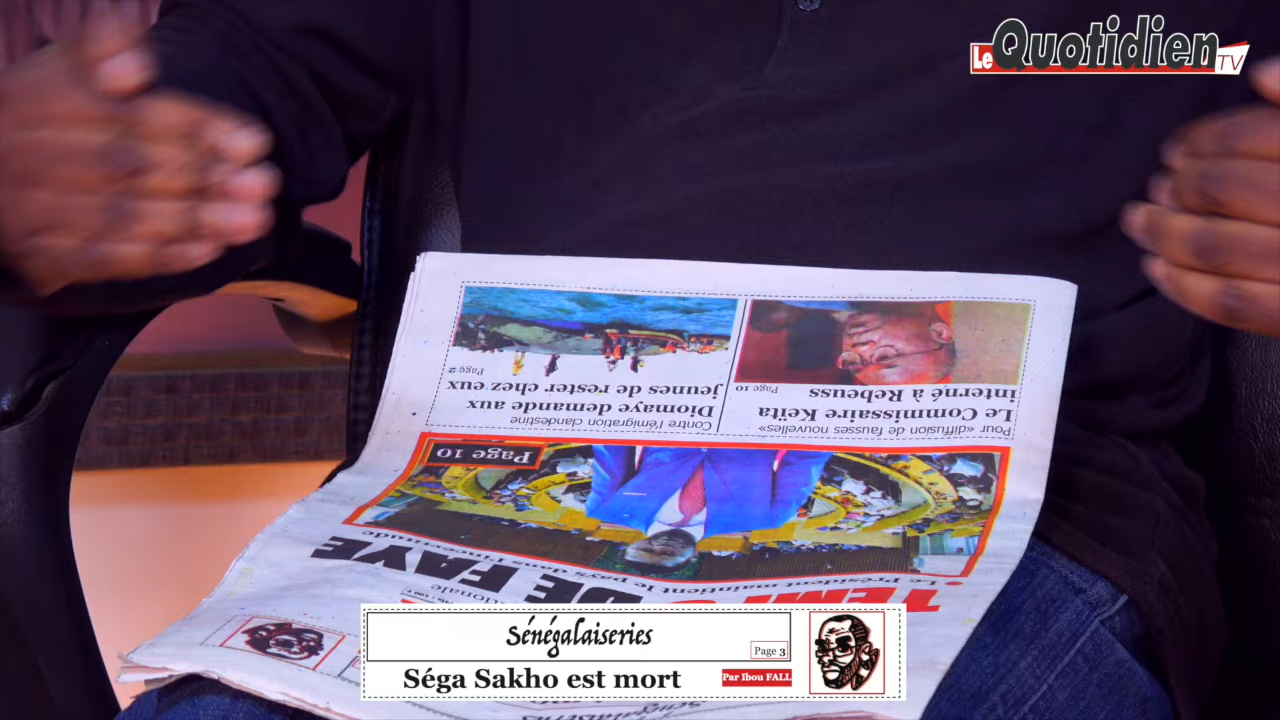 Le Quotidien TV
Pour «diffusion de fausses nouvelles»
Le Commissaire Keita
interné à Rebeuss
Page 10
Contre l'émigration clandestine
Diomaye demande aux
jeunes de rester chez eux
Page 2
Page 10
Le Président maintient le pays dans l'incertitude
DE FAYE
Sénégalaiseries
Page 3
Séga Sakho est mort
Par Ibou FALL